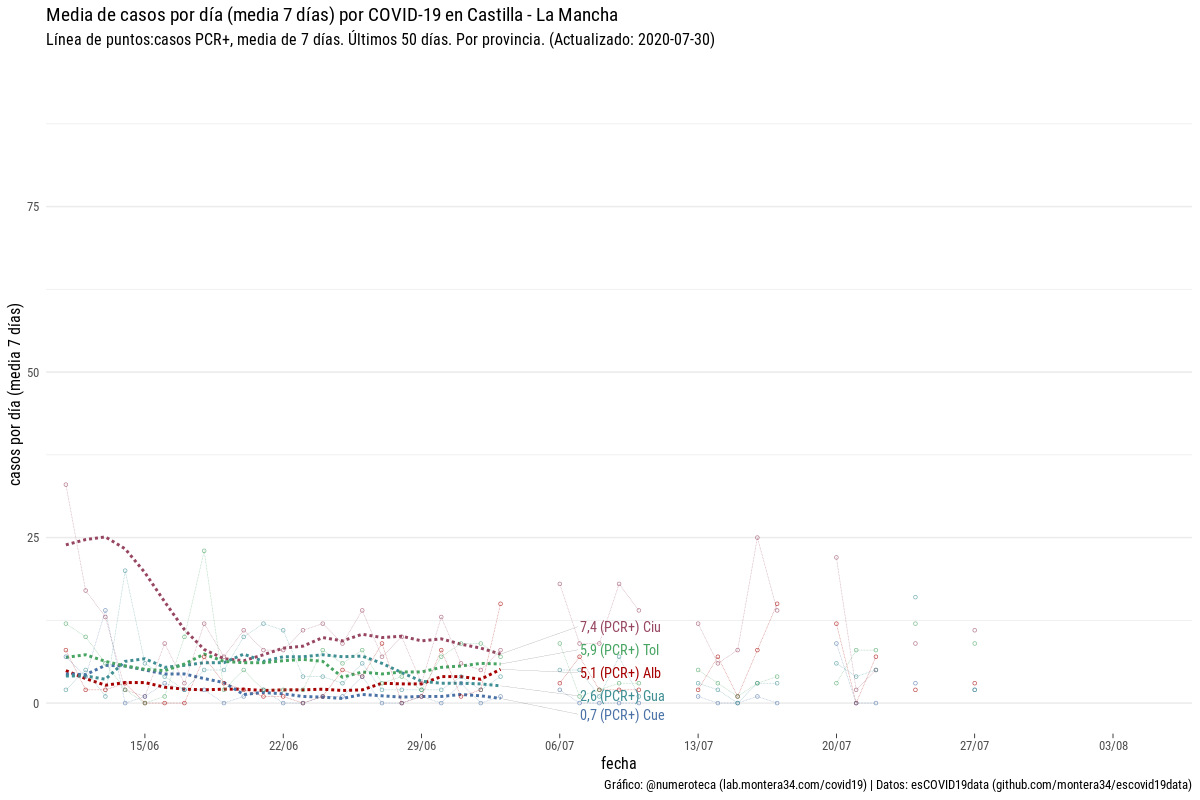 Media de casos por día (media 7 días) por COVID-19 en Castilla - La Mancha
Línea de puntos:casos PCR+, media de 7 días. Últimos 50 días. Por provincia. (Actualizado: 2020-07-30)
casos por día (media 7 días)
75
50
25
0
7,4 (PCR+) Ciu
5,9 (PCR+) Tol
5,1 (PCR+) Alb
2,6 (PCR+) Gua
0,7 (PCR+) Cue
15/06
22/06
29/06
06/07
13/07
20/07
27/07
03/08
fecha
Gráfico: @numeroteca (lab.montera34.com/covid19) | Datos: esCOVID19data (github.com/montera34/escovid19data)